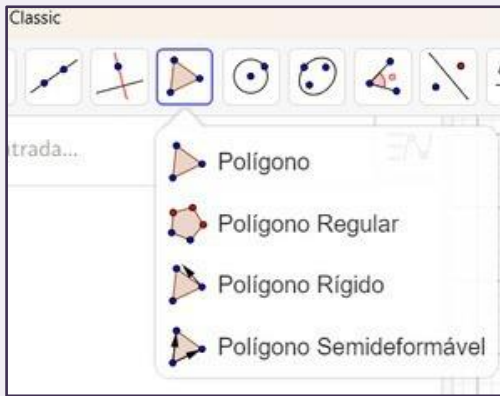 Classic
trada...
Polígono
Polígono Regular
Polígono Rígido
Polígono Semideformável